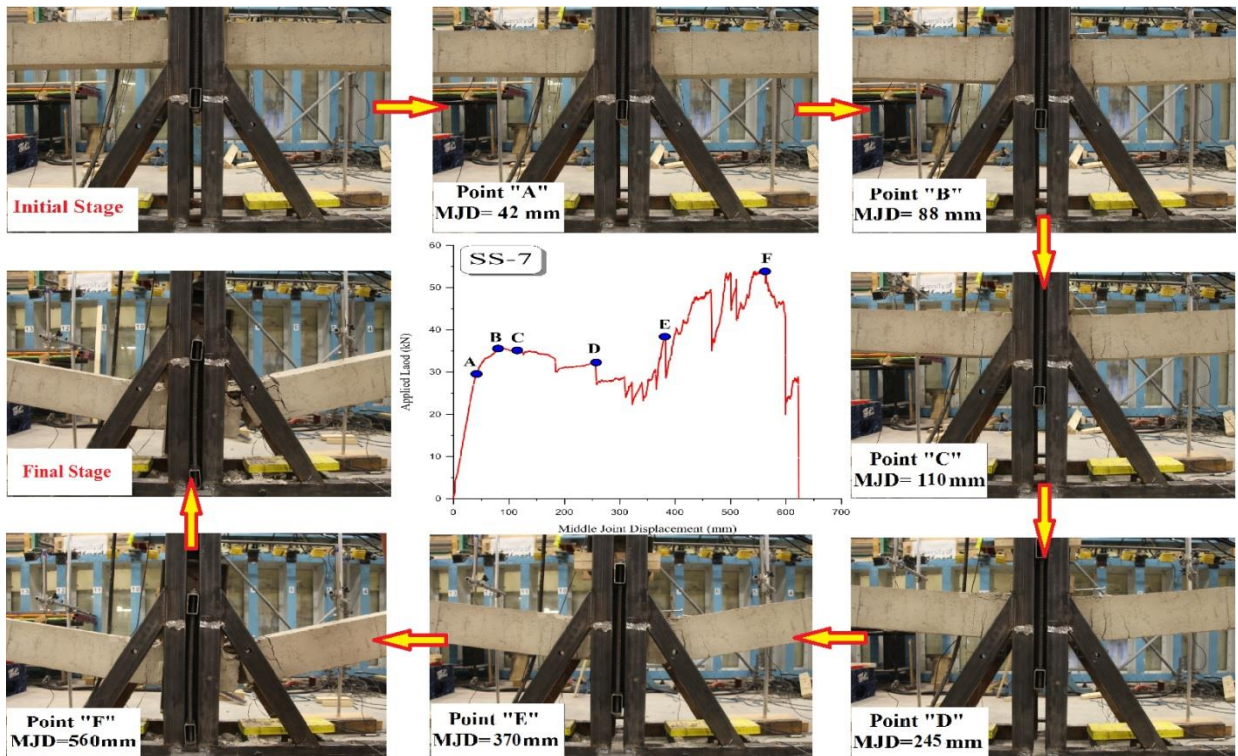 Initial Stage
Point "A"
MJD= 42 mm
Point "B"
MJD= 88 mm
SS-7
60
50
40
30
20
10
0
Applied Laod (kN)
A
B
C
D
E
F
0
100
200
300
400
500
600
700
Middle Joint Displacement (mm)
Point "C"
MJD= 110 mm
Final Stage
Point "F"
MJD=560mm
Point "E"
MJD=370mm
Point "D"
MJD=245 mm